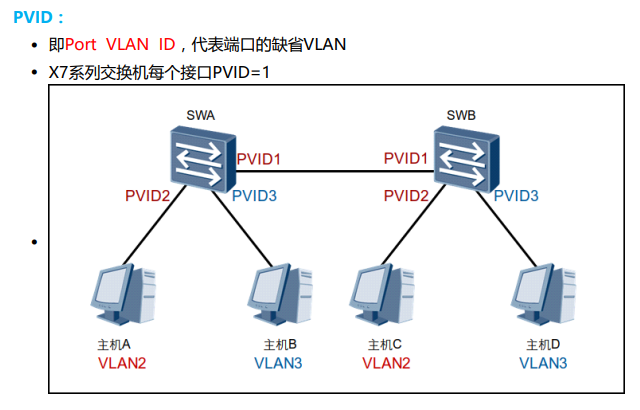 PVID：
即Port VLAN ID，代表端口的缺省VLAN
X7系列交换机每个接口PVID=1
SWA
SWB
PVID1
PVID1
PVID2
PVID3
PVID2
PVID3
主机A
主机B
主机C
主机D
VLAN2
VLAN3
VLAN2
VLAN3